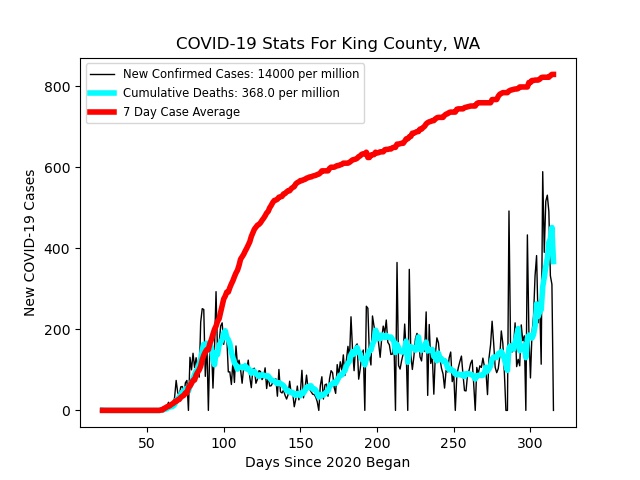 COVID-19 Stats For King County, WA
New Confirmed Cases: 14000 per million
Cumulative Deaths: 368.0 per million
7 Day Case Average
800
600
400
200
0
New COVID-19 Cases
50 100 150 200 250 300
Days Since 2020 Began